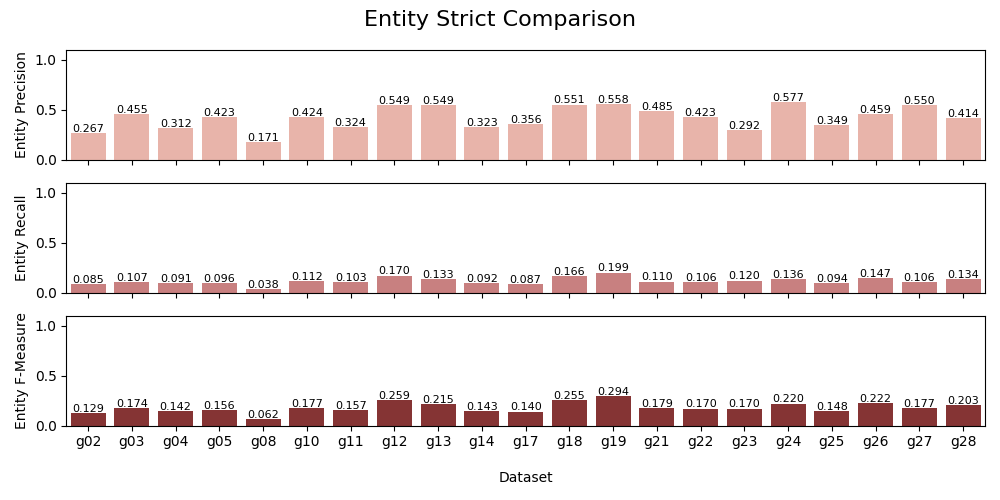 Entity Strict Comparison
Entity Precision
1.0
0.5
0.0
0.267 0.455 0.312 0.423 0.171 0.424 0.324 0.549 0.549 0.323 0.356 0.551 0.558 0.485 0.423 0.292 0.577 0.349 0.459 0.550 0.414
Entity Recall
1.0
0.5
0.0
0.085 0.107 0.091 0.096 0.038 0.112 0.103 0.170 0.133 0.092 0.087 0.166 0.199 0.110 0.106 0.120 0.136 0.094 0.147 0.106 0.134
Entity F-Measure
1.0
0.5
0.0
0.129 0.174 0.142 0.156 0.062 0.177 0.157 0.259 0.215 0.143 0.140 0.255 0.294 0.179 0.170 0.170 0.220 0.148 0.222 0.177 0.203
g02 g03 g04 g05 g08 g10 g11 g12 g13 g14 g17 g18 g19 g21 g22 g23 g24 g25 g26 g27 g28
Dataset